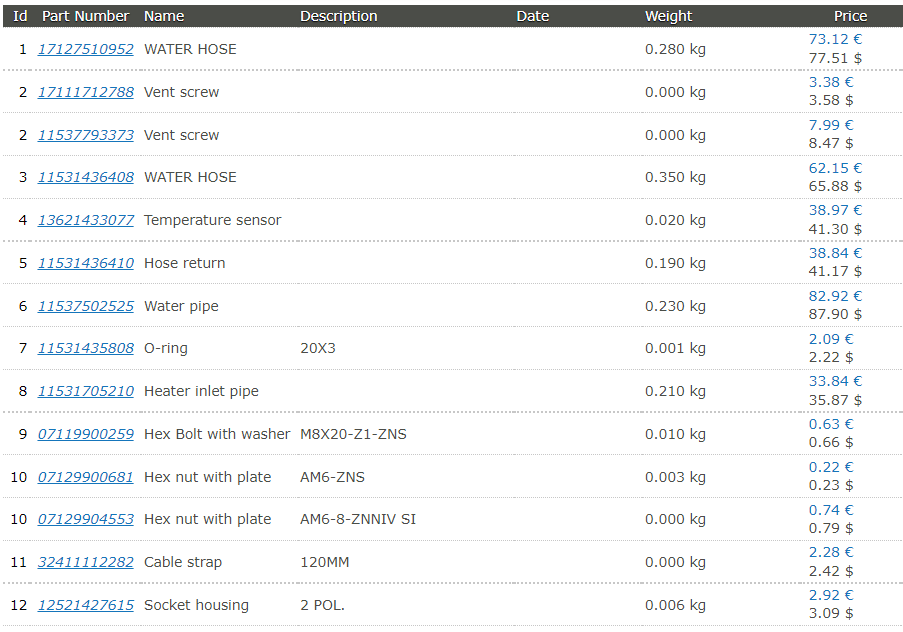 Id Part Number Name Description Date Weight Price
1 17127510952 WATER HOSE 0.280 kg 73.12 €
77.51 $
2 17111712788 Vent screw 0.000 kg 3.38 €
3.58 $
2 11537793373 Vent screw 0.000 kg 7.99 €
8.47 $
3 11531436408 WATER HOSE 0.350 kg 62.15 €
65.88 $
4 13621433077 Temperature sensor 0.020 kg 38.97 €
41.30 $
5 11531436410 Hose return 0.190 kg 38.84 €
41.17 $
6 11537502525 Water pipe 0.230 kg 82.92 €
87.90 $
7 11531435808 O-ring 20X3 0.001 kg 2.09 €
2.22 $
8 11531705210 Heater inlet pipe 0.210 kg 33.84 €
35.87 $
9 07119900259 Hex Bolt with washer M8X20-Z1-ZNS 0.010 kg 0.63 €
0.66 $
10 07129900681 Hex nut with plate AM6-ZNS 0.003 kg 0.22 €
0.23 $
10 07129904553 Hex nut with plate AM6-8-ZNNIV SI 0.000 kg 0.74 €
0.79 $
11 32411112282 Cable strap 120MM 0.000 kg 2.28 €
2.42 $
12 12521427615 Socket housing 2 POL. 0.006 kg 2.92 €
3.09 $